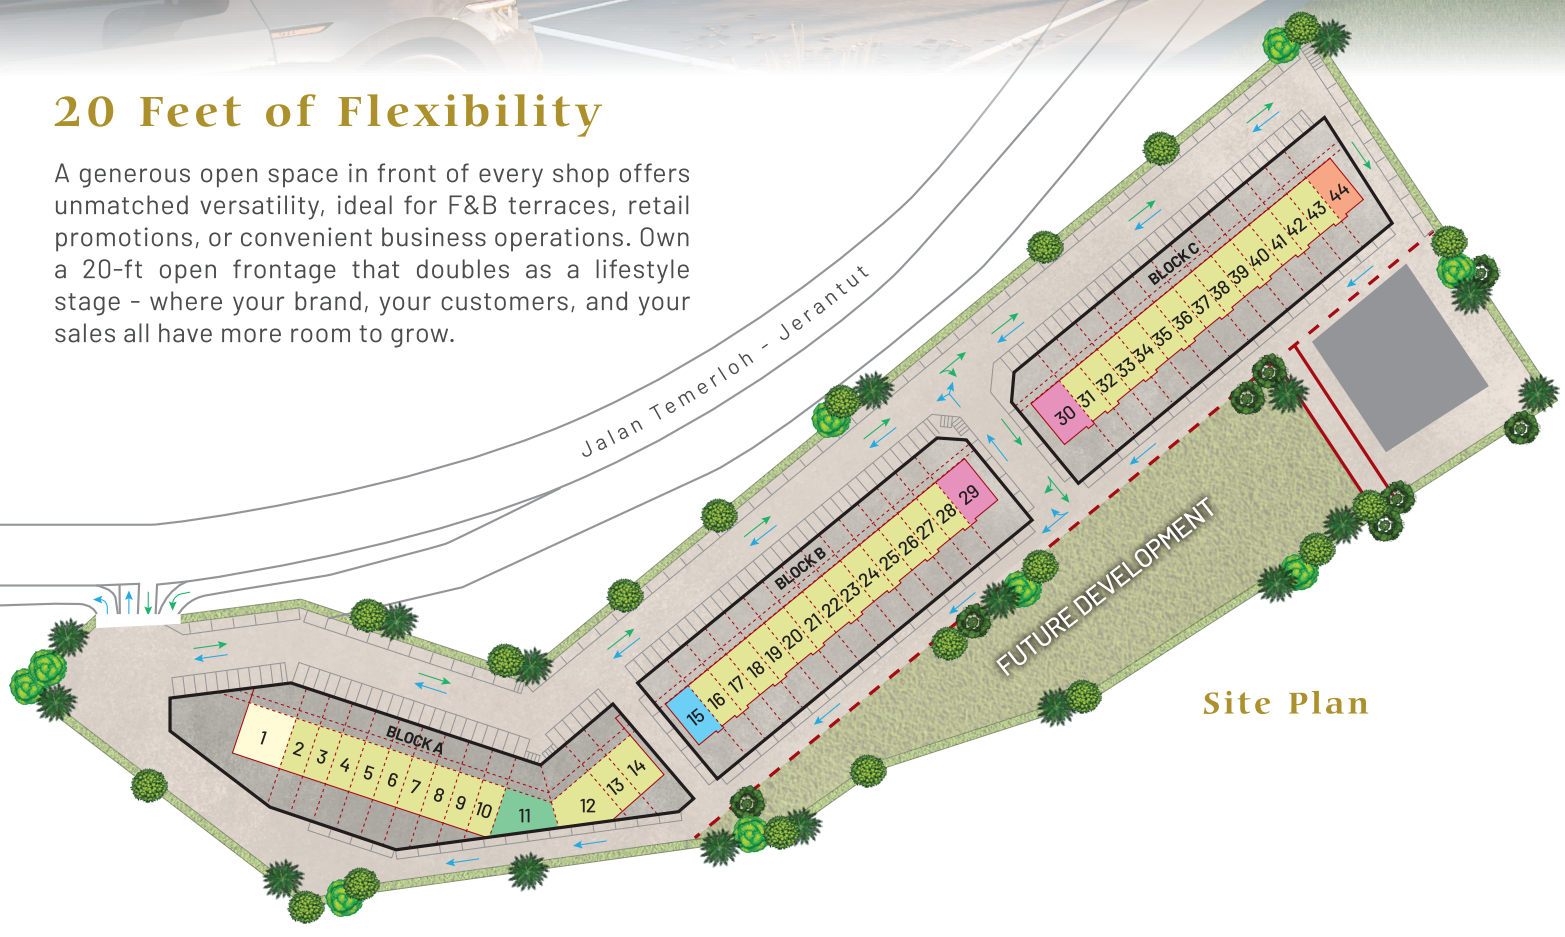 20 Feet of Flexibility
A generous open space in front of every shop offers
unmatched versatility, ideal for F&B terraces, retail
promotions, or convenient business operations. Own
a 20-ft open frontage that doubles as a lifestyle
stage - where your brand, your customers, and your
sales all have more room to grow.
Jalan Temerloh - Jerantut
BLOCK C
30 31 32 33 34 35 36 37 38 39 40 41 42 43 44
BLOCK B
15 16 17 18 19 20 21 22 23 24 25 26 27 28 29
BLOCK A
1 2 3 4 5 6 7 8 9 10 11 12 13 14
FUTURE DEVELOPMENT
Site Plan